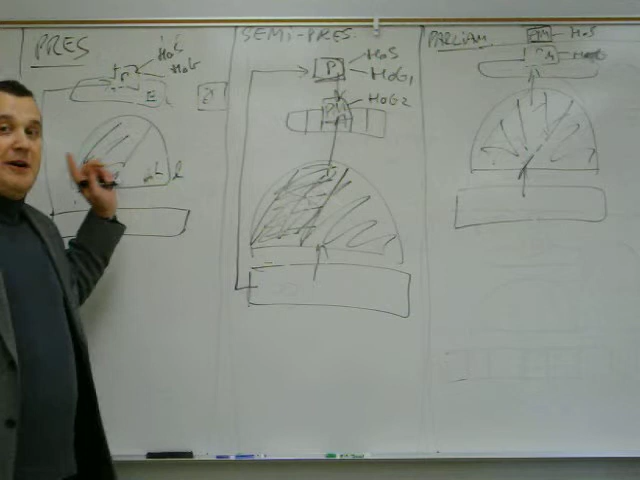 PRES
HoS
HoG
P
E
SEMI-PRES.
P
HoS
HoG1
PM
HoG2
PARLIAM.
HoS
PM
HoG